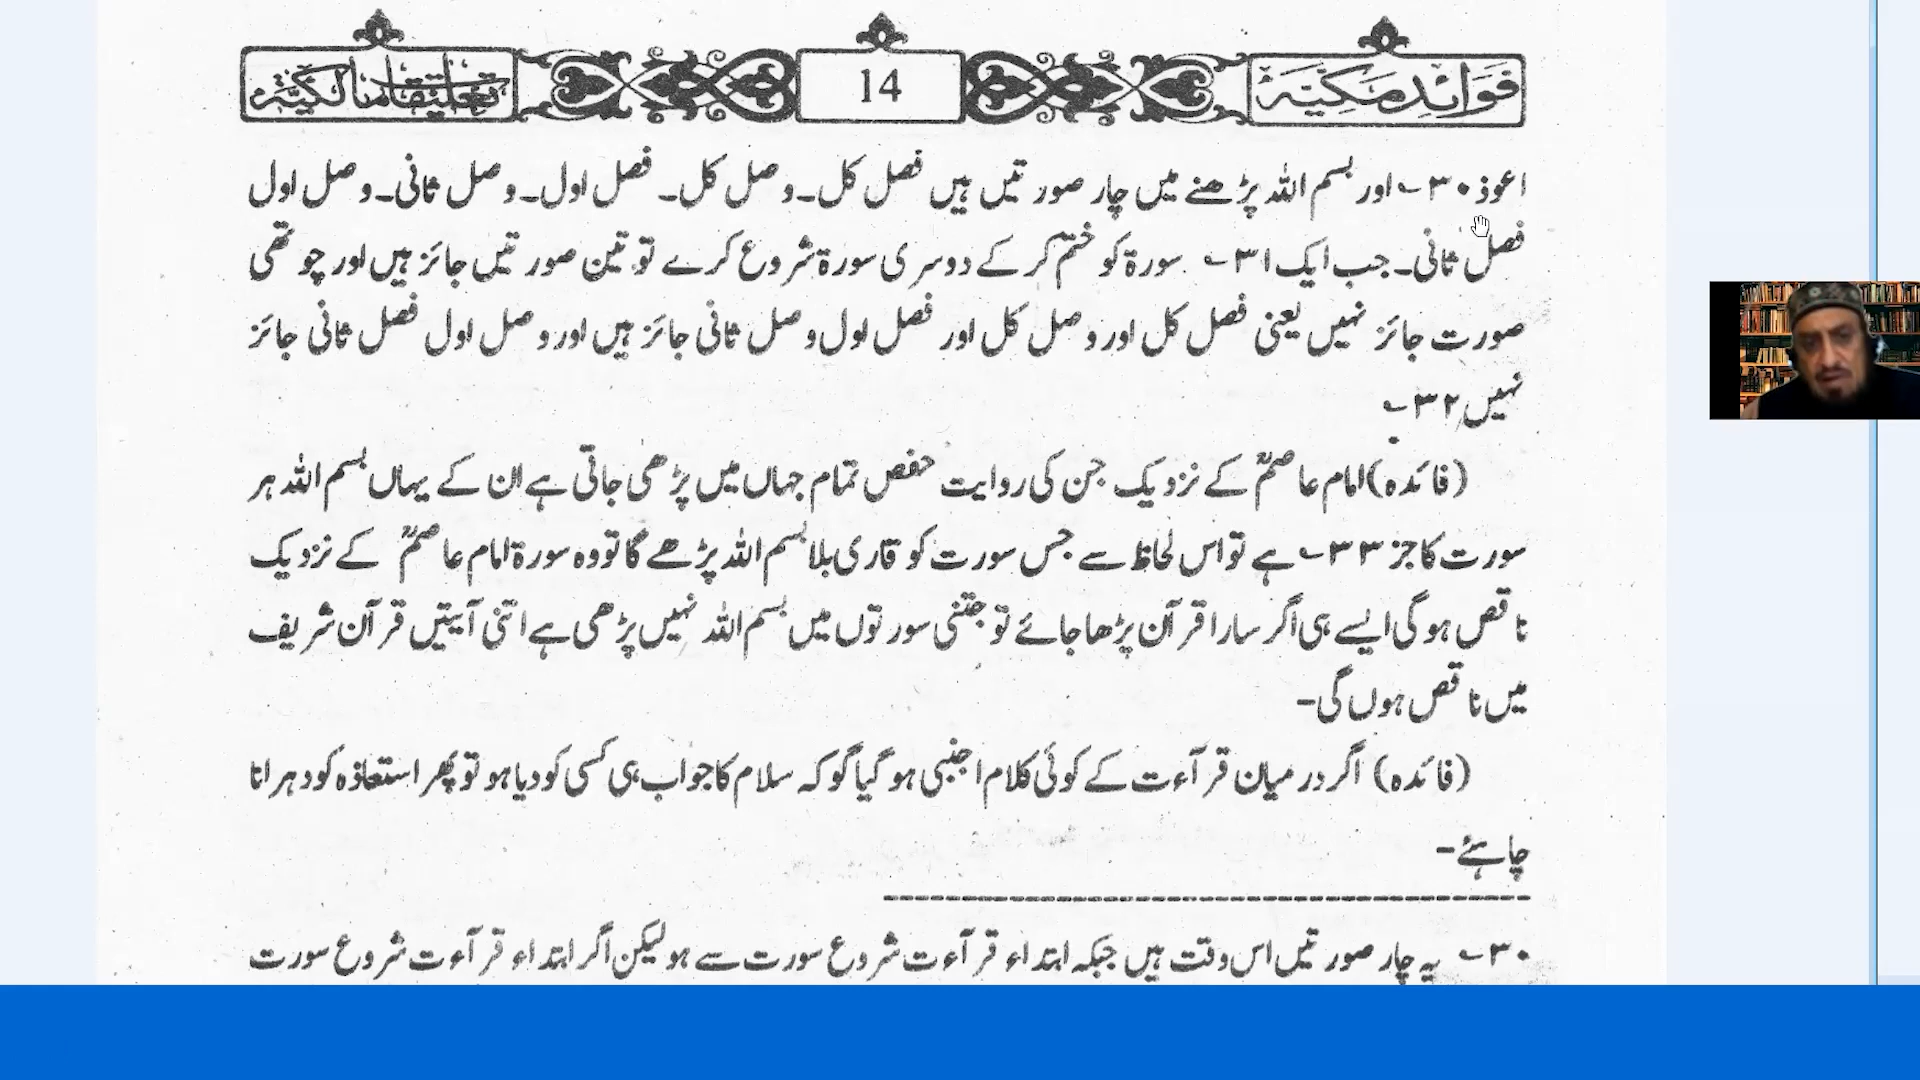 فَوَائِدِ مَكِّيَّہ
14
تعلیقات مالکیہ
اعوذ ۳۰؎ اور بسم اللہ پڑھنے میں چار صورتیں ہیں فصل کل۔ وصل کل۔ فصل اول۔ وصل ثانی۔ وصل اول
فصل ثانی۔ جب ایک ۳۱؎ سورۃ کو ختم کر کے دوسری سورۃ شروع کرے تو تین صورتیں جائز ہیں اور چوتھی
صورت جائز نہیں یعنی فصل کل اور وصل کل اور فصل اول وصل ثانی جائز ہیں اور وصل اول فصل ثانی جائز
نہیں ۳۲؎
(فائدہ) امام عاصمؒ کے نزدیک جن کی روایت حفص تمام جہاں میں پڑھی جاتی ہے ان کے یہاں بسم اللہ ہر
سورت کا جز ۳۳؎ ہے تو اس لحاظ سے جس سورت کو قاری بلا بسم اللہ پڑھے گا تو وہ سورۃ امام عاصمؒ کے نزدیک
ناقص ہوگی ایسے ہی اگر سارا قرآن پڑھا جائے تو جتنی سورتوں میں بسم اللہ نہیں پڑھی ہے اتنی آیتیں قرآن شریف
میں ناقص ہوں گی-
(فائدہ) اگر درمیان قرآءت کے کوئی کلام اجنبی ہوگیا گو کہ سلام کا جواب ہی کسی کو دیا ہو تو پھر استعاذہ کو دہرانا
چاہئے-
۳۰؎ یہ چار صورتیں اس وقت ہیں جبکہ ابتداء قرآءت شروع سورت سے ہو لیکن اگر ابتداء قرآءت شروع سورت